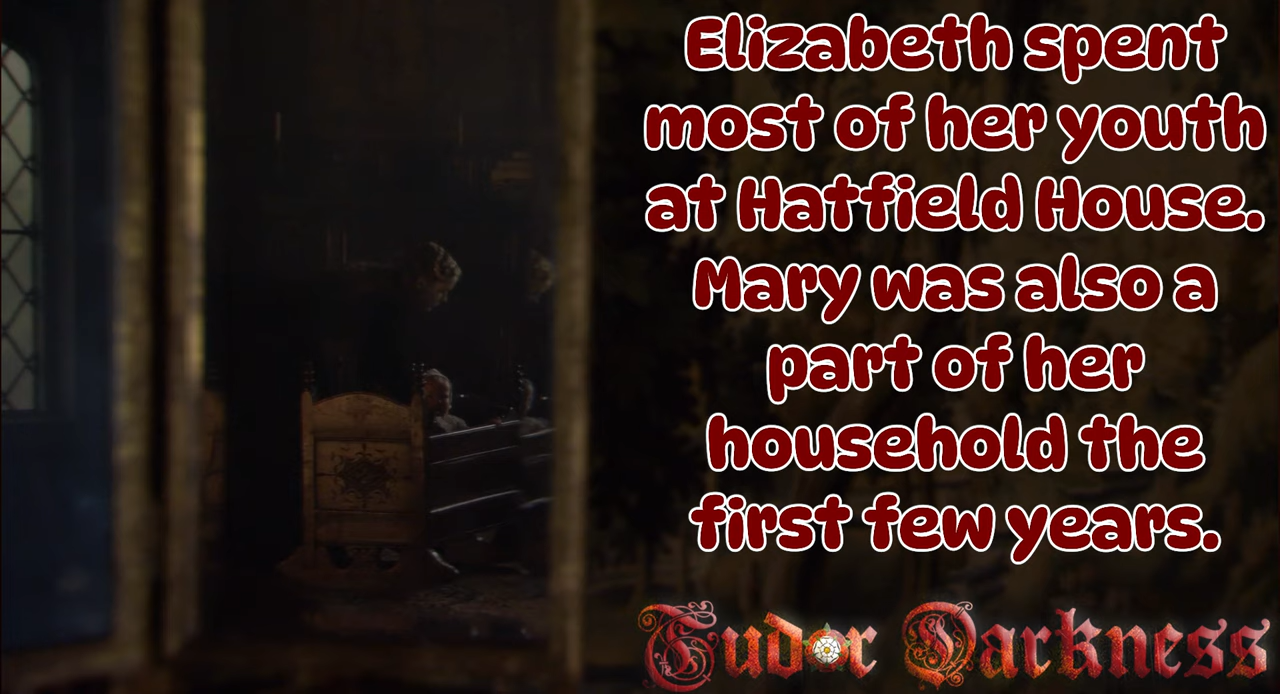 Elizabeth spent
most of her youth
at Hatfield House.
Mary was also a
part of her
household the
first few years.
Tudor Darkness